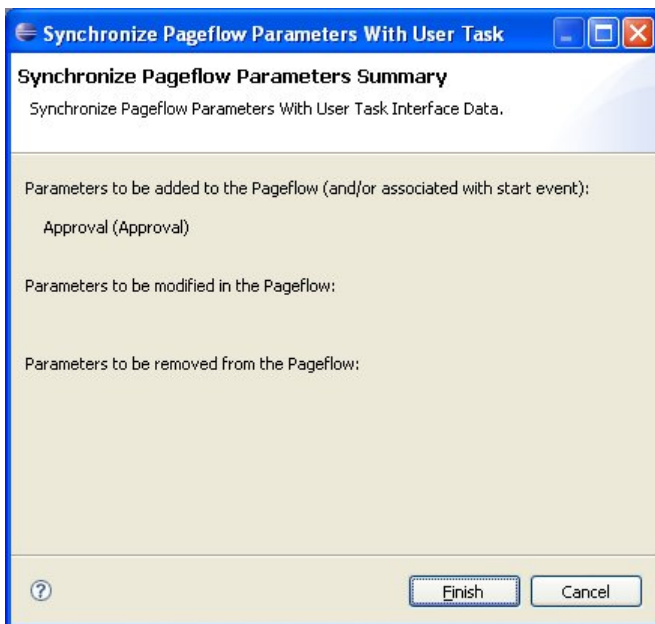 Synchronize Pageflow Parameters With User Task
Synchronize Pageflow Parameters Summary
Synchronize Pageflow Parameters With User Task Interface Data.
Parameters to be added to the Pageflow (and/or associated with start event):
Approval (Approval)
Parameters to be modified in the Pageflow:
Parameters to be removed from the Pageflow:
?
Finish Cancel